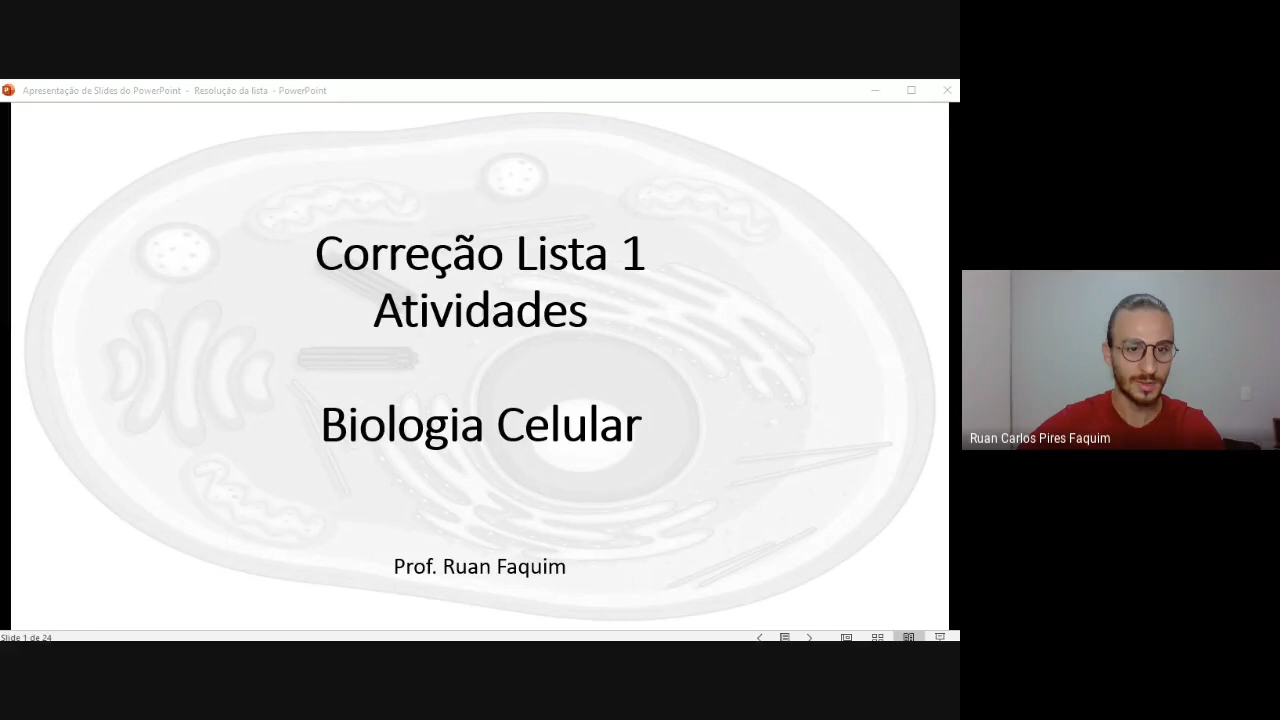 Apresentação de Slides do PowerPoint - Resolução da lista - PowerPoint
Correção Lista 1
Atividades
Biologia Celular
Prof. Ruan Faquim
Slide 1 de 24
Ruan Carlos Pires Faquim